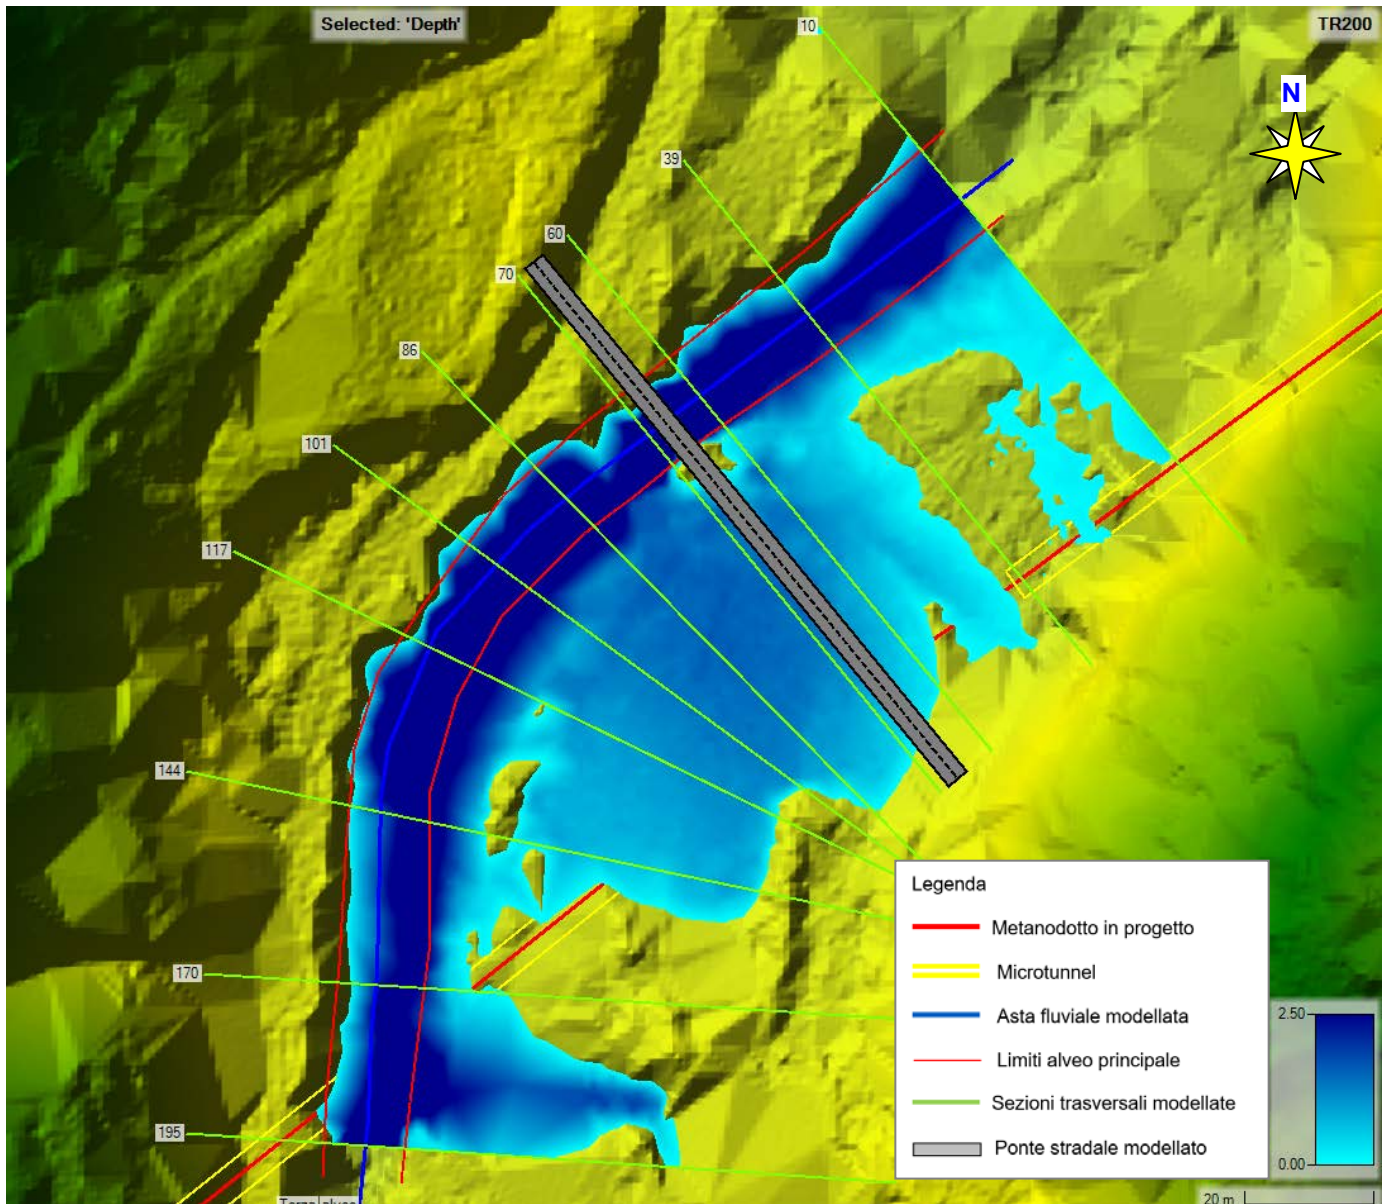 Selected: 'Depth'
10
TR200
N
39
60
70
86
101
117
144
170
195
Legenda
Metanodotto in progetto
Microtunnel
Asta fluviale modellata
Limiti alveo principale
Sezioni trasversali modellate
Ponte stradale modellato
2.50
0.00
20 m